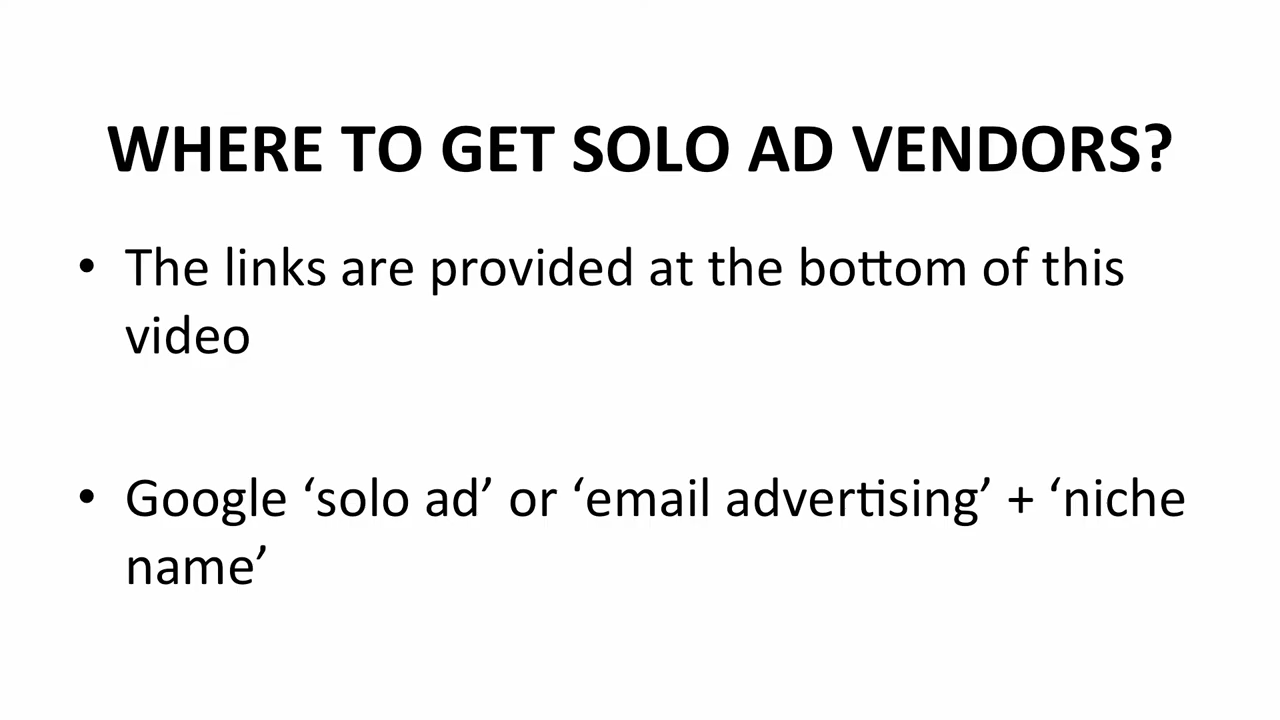 WHERE TO GET SOLO AD VENDORS?
• The links are provided at the bottom of this
video
• Google ‘solo ad’ or ‘email advertising’ + ‘niche
name’